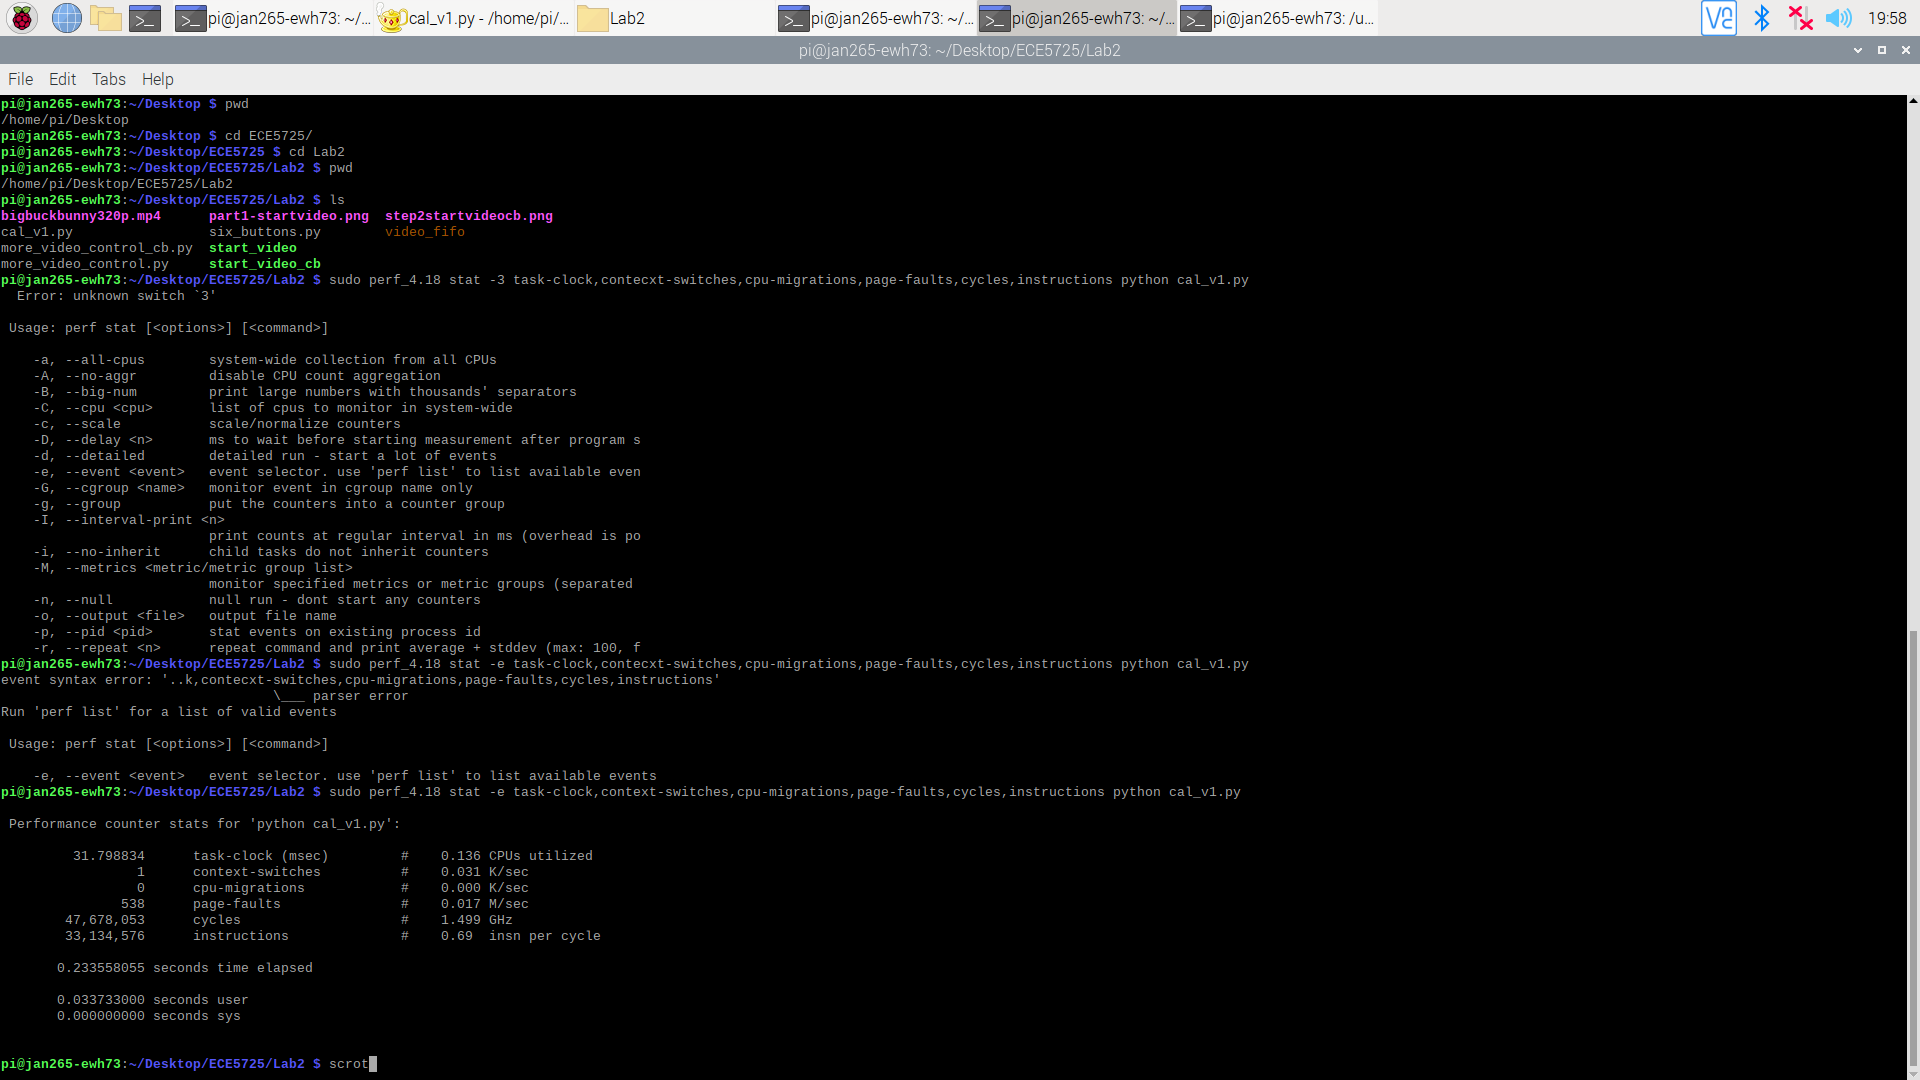 pi@jan265-ewh73: ~/...
cal_v1.py - /home/pi/...
Lab2
pi@jan265-ewh73: ~/...
pi@jan265-ewh73: ~/...
pi@jan265-ewh73: /u...
19:58
pi@jan265-ewh73: ~/Desktop/ECE5725/Lab2
File Edit Tabs Help
pi@jan265-ewh73:~/Desktop $ pwd
/home/pi/Desktop
pi@jan265-ewh73:~/Desktop $ cd ECE5725/
pi@jan265-ewh73:~/Desktop/ECE5725 $ cd Lab2
pi@jan265-ewh73:~/Desktop/ECE5725/Lab2 $ pwd
/home/pi/Desktop/ECE5725/Lab2
pi@jan265-ewh73:~/Desktop/ECE5725/Lab2 $ ls
bigbuckbunny320p.mp4      part1-startvideo.png  step2startvideocb.png
cal_v1.py                 six_buttons.py        video_fifo
more_video_control_cb.py  start_video
more_video_control.py     start_video_cb
pi@jan265-ewh73:~/Desktop/ECE5725/Lab2 $ sudo perf_4.18 stat -3 task-clock,contecxt-switches,cpu-migrations,page-faults,cycles,instructions python cal_v1.py
  Error: unknown switch `3'
 Usage: perf stat [<options>] [<command>]
    -a, --all-cpus        system-wide collection from all CPUs
    -A, --no-aggr         disable CPU count aggregation
    -B, --big-num         print large numbers with thousands' separators
    -C, --cpu <cpu>       list of cpus to monitor in system-wide
    -c, --scale           scale/normalize counters
    -D, --delay <n>       ms to wait before starting measurement after program s
    -d, --detailed        detailed run - start a lot of events
    -e, --event <event>   event selector. use 'perf list' to list available even
    -G, --cgroup <name>   monitor event in cgroup name only
    -g, --group           put the counters into a counter group
    -I, --interval-print <n>
                          print counts at regular interval in ms (overhead is po
    -i, --no-inherit      child tasks do not inherit counters
    -M, --metrics <metric/metric group list>
                          monitor specified metrics or metric groups (separated
    -n, --null            null run - dont start any counters
    -o, --output <file>   output file name
    -p, --pid <pid>       stat events on existing process id
    -r, --repeat <n>      repeat command and print average + stddev (max: 100, f
pi@jan265-ewh73:~/Desktop/ECE5725/Lab2 $ sudo perf_4.18 stat -e task-clock,contecxt-switches,cpu-migrations,page-faults,cycles,instructions python cal_v1.py
event syntax error: '..k,contecxt-switches,cpu-migrations,page-faults,cycles,instructions'
                                  \___ parser error
Run 'perf list' for a list of valid events
 Usage: perf stat [<options>] [<command>]
    -e, --event <event>   event selector. use 'perf list' to list available events
pi@jan265-ewh73:~/Desktop/ECE5725/Lab2 $ sudo perf_4.18 stat -e task-clock,context-switches,cpu-migrations,page-faults,cycles,instructions python cal_v1.py
 Performance counter stats for 'python cal_v1.py':
         31.798834      task-clock (msec)         #    0.136 CPUs utilized
                 1      context-switches          #    0.031 K/sec
                 0      cpu-migrations            #    0.000 K/sec
               538      page-faults               #    0.017 M/sec
        47,678,053      cycles                    #    1.499 GHz
        33,134,576      instructions              #    0.69  insn per cycle
       0.233558055 seconds time elapsed
       0.033733000 seconds user
       0.000000000 seconds sys
pi@jan265-ewh73:~/Desktop/ECE5725/Lab2 $ scrot